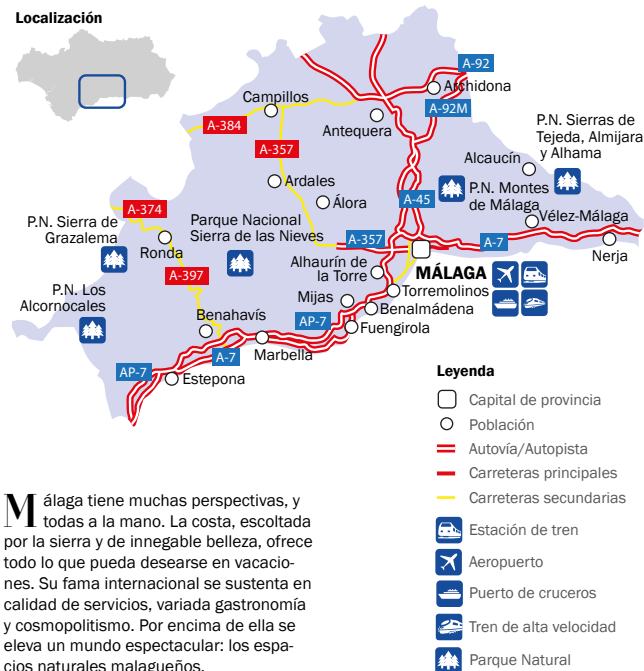 Localización
A-92
Archidona
Campillos
A-92M
A-384
Antequera
P.N. Sierras de
Tejeda, Almijara
y Alhama
A-357
Alcaucín
Ardales
Álora
A-45
P.N. Montes
de Málaga
A-374
P.N. Sierra de
Grazalema
Parque Nacional
Sierra de las Nieves
Vélez-Málaga
A-357
A-7
Ronda
Nerja
Alhaurín de
la Torre
MÁLAGA
A-397
P.N. Los
Alcornocales
Mijas
Torremolinos
Benalmádena
Benahavís
AP-7
Fuengirola
A-7
Marbella
AP-7
Estepona
Leyenda
Capital de provincia
Población
Autovía/Autopista
Carreteras principales
Carreteras secundarias
Estación de tren
Aeropuerto
Puerto de cruceros
Tren de alta velocidad
Parque Natural
Málaga tiene muchas perspectivas, y
todas a la mano. La costa, escoltada
por la sierra y de innegable belleza, ofrece
todo lo que pueda desearse en vacacio-
nes. Su fama internacional se sustenta en
calidad de servicios, variada gastronomía
y cosmopolitismo. Por encima de ella se
eleva un mundo espectacular: los espa-
cios naturales malagueños.